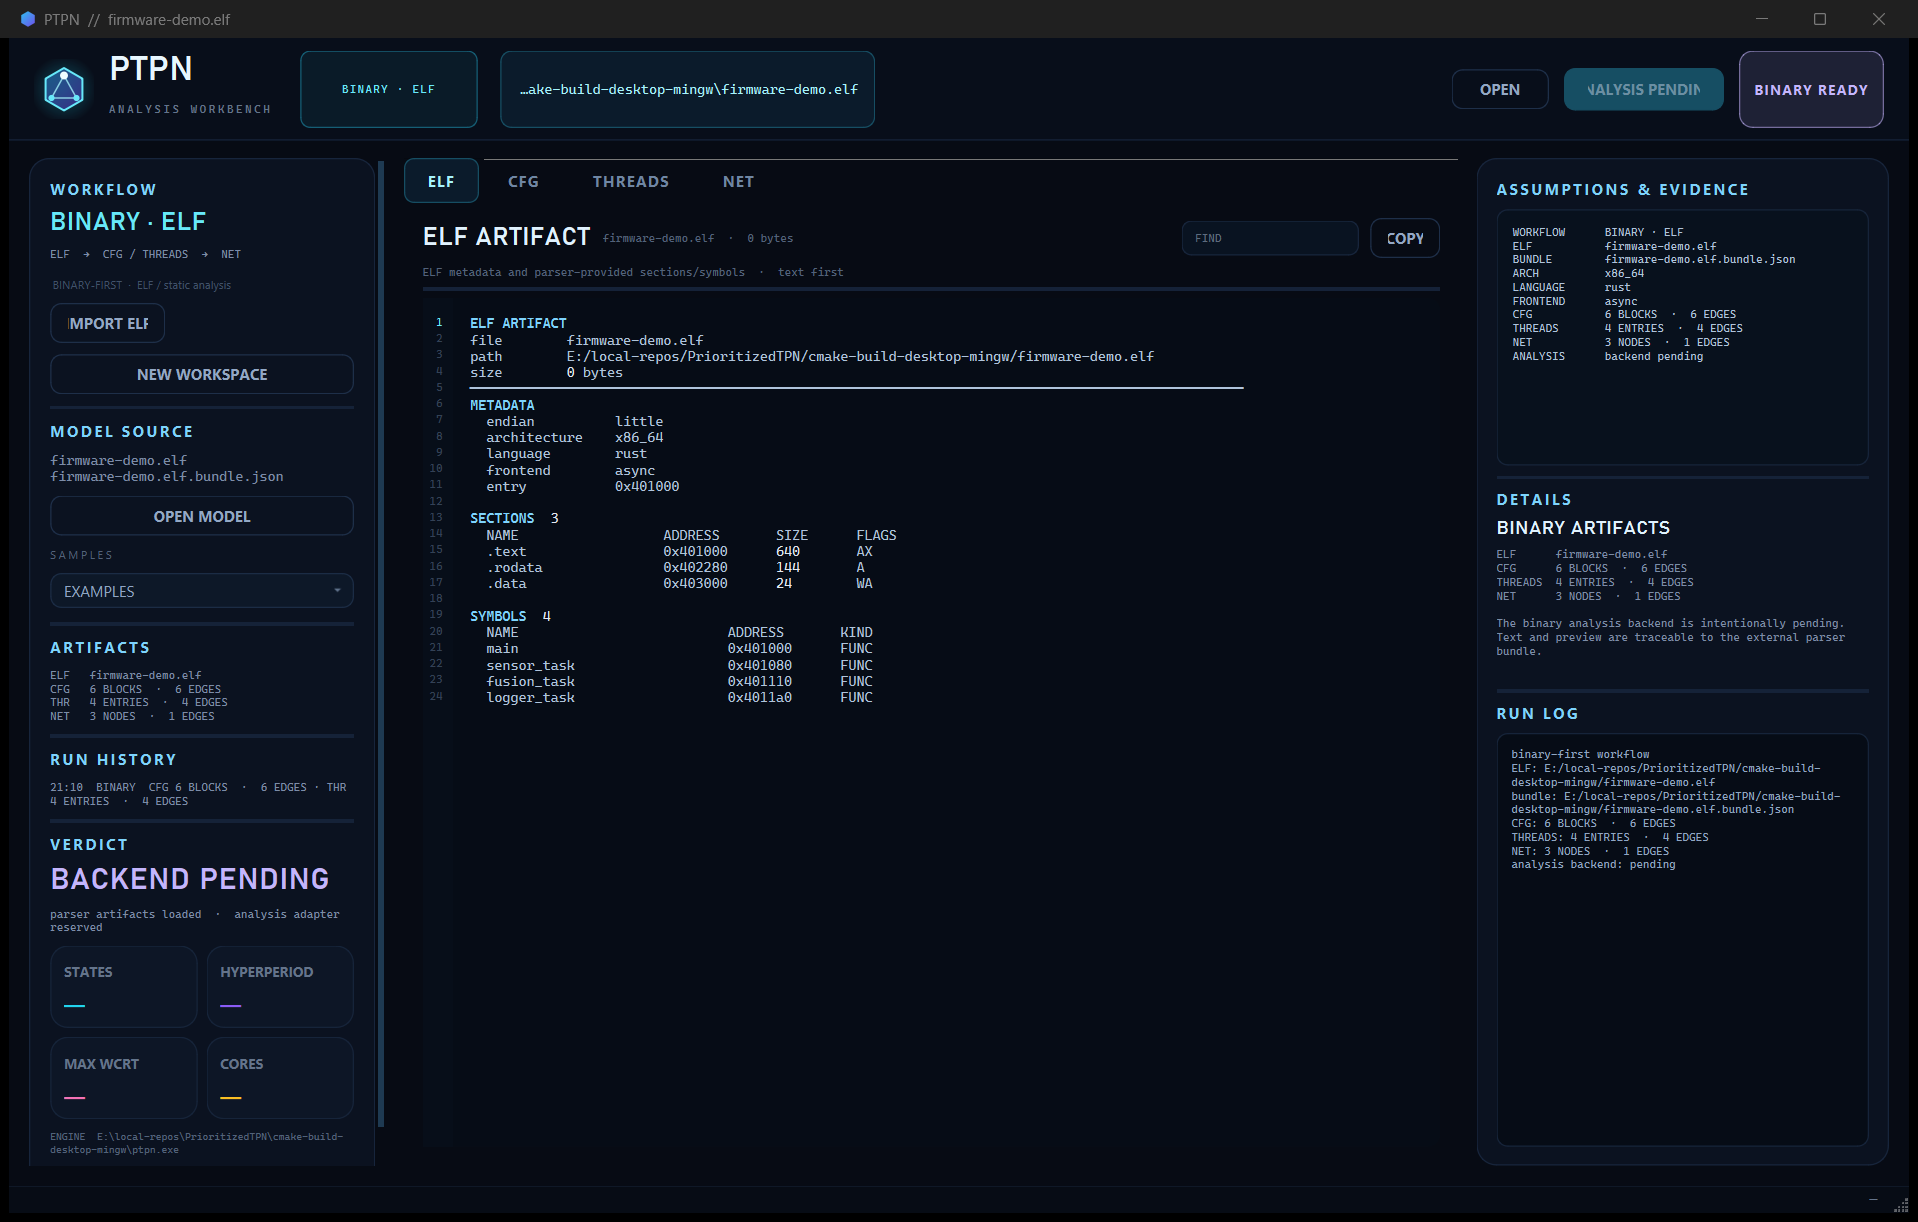 PTPN // firmware-demo.elf
PTPN
ANALYSIS WORKBENCH
BINARY · ELF
…ake-build-desktop-mingw\firmware-demo.elf
OPEN
NALYSIS PENDIN
BINARY READY
WORKFLOW
BINARY · ELF
ELF → CFG / THREADS → NET
BINARY-FIRST · ELF / static analysis
IMPORT ELF
NEW WORKSPACE
MODEL SOURCE
firmware-demo.elf
firmware-demo.elf.bundle.json
OPEN MODEL
SAMPLES
EXAMPLES
ARTIFACTS
ELF firmware-demo.elf
CFG 6 BLOCKS · 6 EDGES
THR 4 ENTRIES · 4 EDGES
NET 3 NODES · 1 EDGES
RUN HISTORY
21:10 BINARY CFG 6 BLOCKS · 6 EDGES · THR
4 ENTRIES · 4 EDGES
VERDICT
BACKEND PENDING
parser artifacts loaded · analysis adapter
reserved
STATES
—
HYPERPERIOD
—
MAX WCRT
—
CORES
—
ENGINE E:\local-repos\PrioritizedTPN\cmake-build-
desktop-mingw\ptpn.exe
ELF CFG THREADS NET
ELF ARTIFACT firmware-demo.elf · 0 bytes
FIND
COPY
ELF metadata and parser-provided sections/symbols · text first
1 ELF ARTIFACT
2 file firmware-demo.elf
3 path E:/local-repos/PrioritizedTPN/cmake-build-desktop-mingw/firmware-demo.elf
4 size 0 bytes
5
6 METADATA
7 endian little
8 architecture x86_64
9 language rust
10 frontend async
11 entry 0x401000
12
13 SECTIONS 3
14 NAME ADDRESS SIZE FLAGS
15 .text 0x401000 640 AX
16 .rodata 0x402280 144 A
17 .data 0x403000 24 WA
18
19 SYMBOLS 4
20 NAME ADDRESS KIND
21 main 0x401000 FUNC
22 sensor_task 0x401080 FUNC
23 fusion_task 0x401110 FUNC
24 logger_task 0x4011a0 FUNC
ASSUMPTIONS & EVIDENCE
WORKFLOW BINARY · ELF
ELF firmware-demo.elf
BUNDLE firmware-demo.elf.bundle.json
ARCH x86_64
LANGUAGE rust
FRONTEND async
CFG 6 BLOCKS · 6 EDGES
THREADS 4 ENTRIES · 4 EDGES
NET 3 NODES · 1 EDGES
ANALYSIS backend pending
DETAILS
BINARY ARTIFACTS
ELF firmware-demo.elf
CFG 6 BLOCKS · 6 EDGES
THREADS 4 ENTRIES · 4 EDGES
NET 3 NODES · 1 EDGES
The binary analysis backend is intentionally pending.
Text and preview are traceable to the external parser
bundle.
RUN LOG
binary-first workflow
ELF: E:/local-repos/PrioritizedTPN/cmake-build-
desktop-mingw/firmware-demo.elf
bundle: E:/local-repos/PrioritizedTPN/cmake-build-
desktop-mingw/firmware-demo.elf.bundle.json
CFG: 6 BLOCKS · 6 EDGES
THREADS: 4 ENTRIES · 4 EDGES
NET: 3 NODES · 1 EDGES
analysis backend: pending